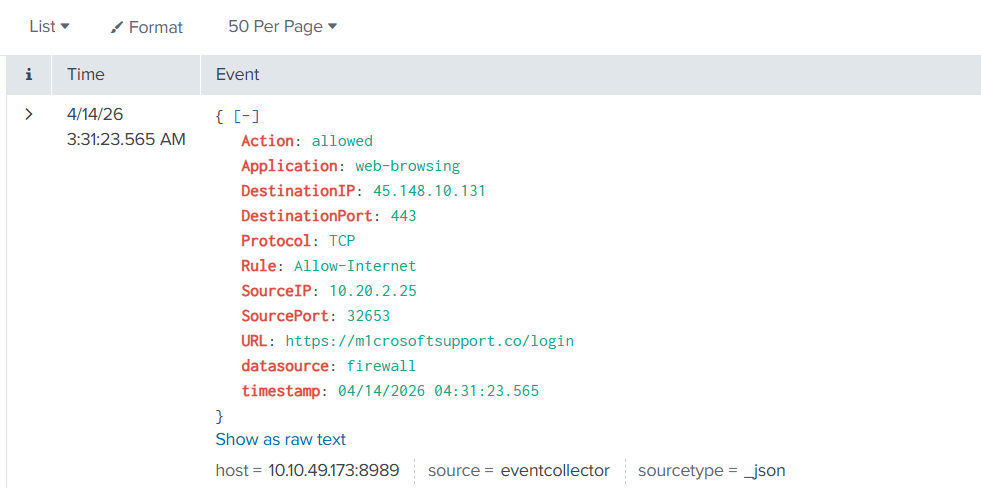 List Format 50 Per Page
i Time Event
4/14/26
3:31:23.565 AM
{ [-]
Action: allowed
Application: web-browsing
DestinationIP: 45.148.10.131
DestinationPort: 443
Protocol: TCP
Rule: Allow-Internet
SourceIP: 10.20.2.25
SourcePort: 32653
URL: https://m1crosoftsupport.co/login
datasource: firewall
timestamp: 04/14/2026 04:31:23.565
}
Show as raw text
host = 10.10.49.173:8989 source = eventcollector sourcetype = _json